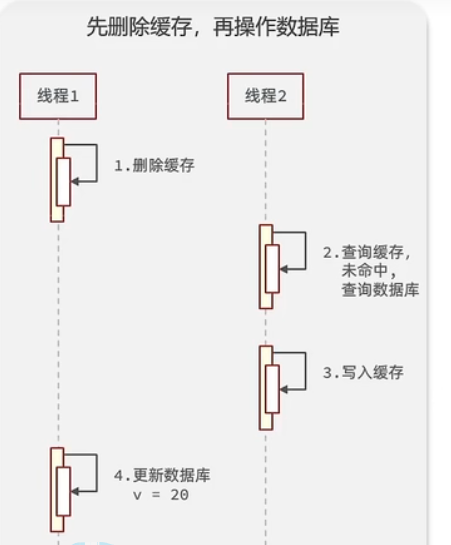 先删除缓存，再操作数据库
线程1
线程2
1.删除缓存
2.查询缓存，
未命中，
查询数据库
3.写入缓存
4.更新数据库
v = 20